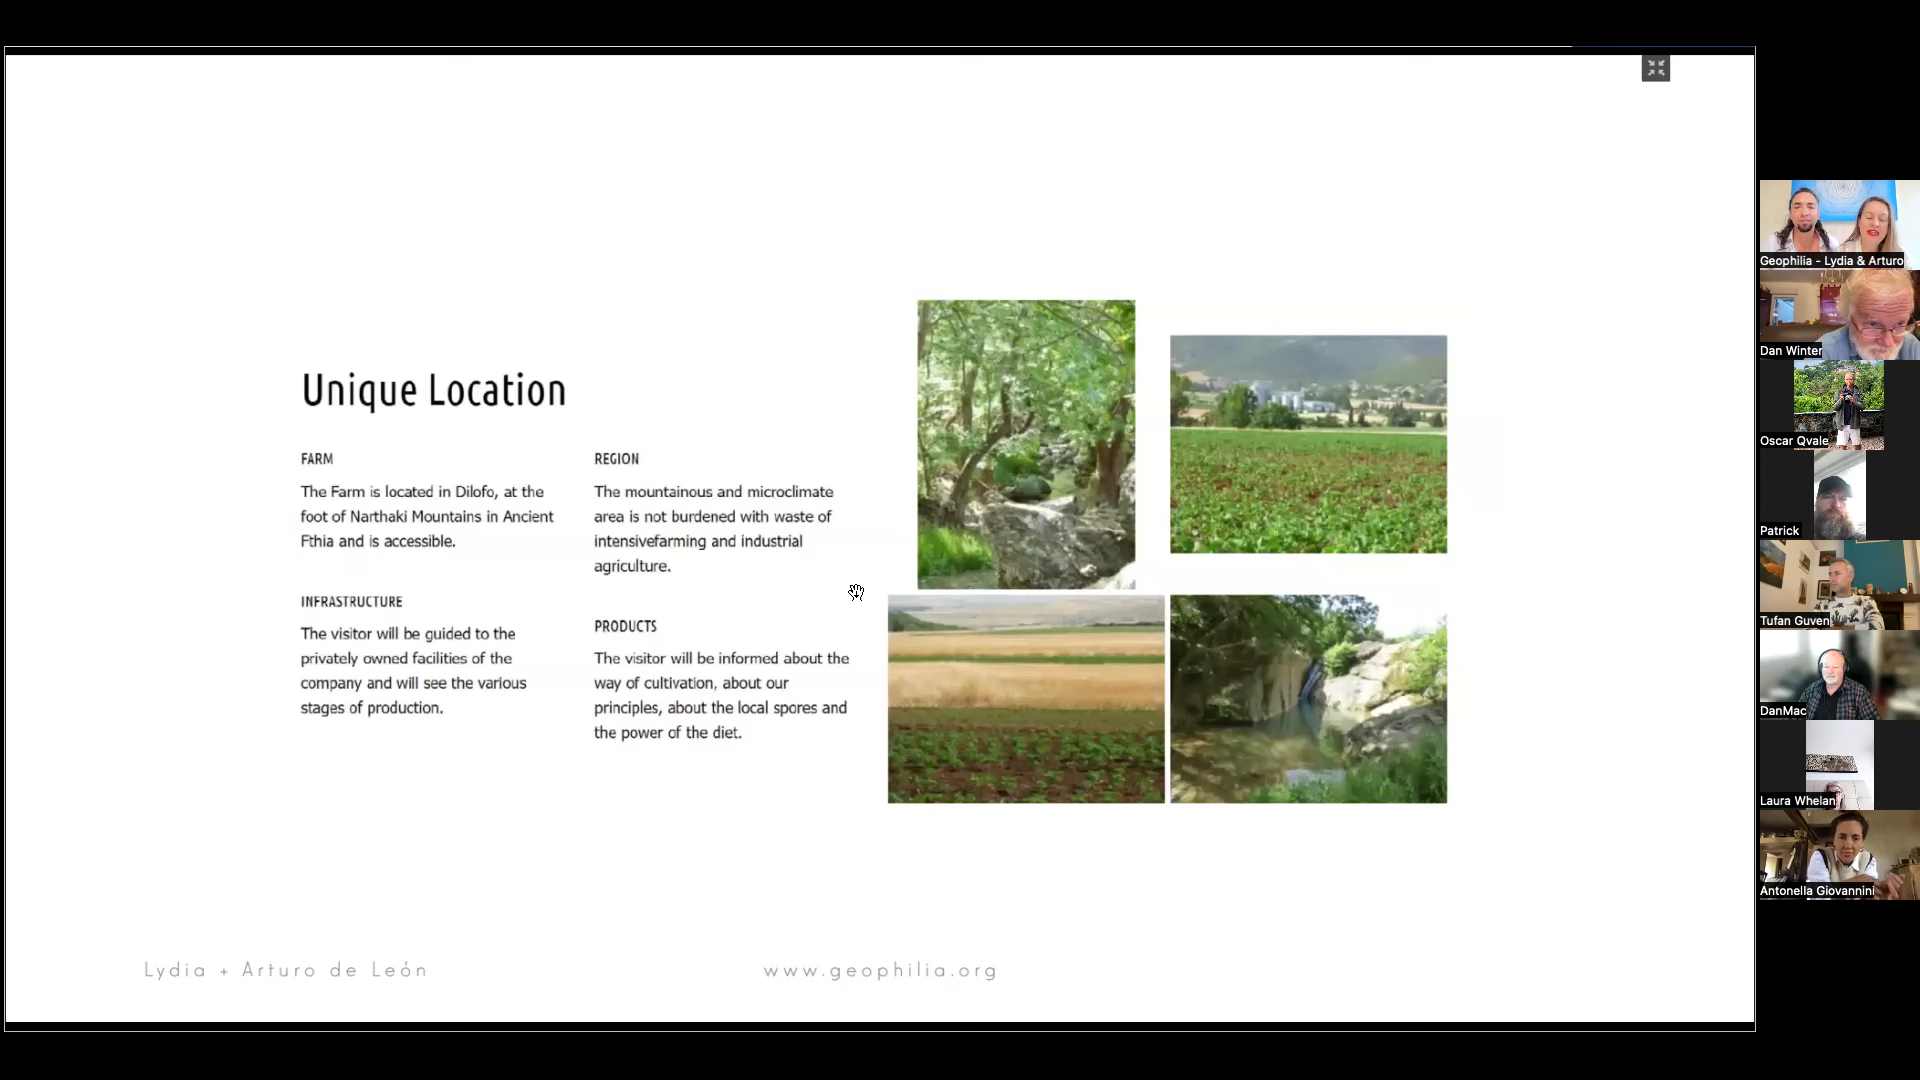 Unique Location
FARM
The Farm is located in Dilofo, at the
foot of Narthaki Mountains in Ancient
Fthia and is accessible.
INFRASTRUCTURE
The visitor will be guided to the
privately owned facilities of the
company and will see the various
stages of production.
REGION
The mountainous and microclimate
area is not burdened with waste of
intensivefarming and industrial
agriculture.
PRODUCTS
The visitor will be informed about the
way of cultivation, about our
principles, about the local spores and
the power of the diet.
Lydia + Arturo de León
www.geophilia.org
Geophilia - Lydia & Arturo
Dan Winter
Oscar Qvale
Patrick
Tufan Guven
DanMac
Laura Whelan
Antonella Giovannini